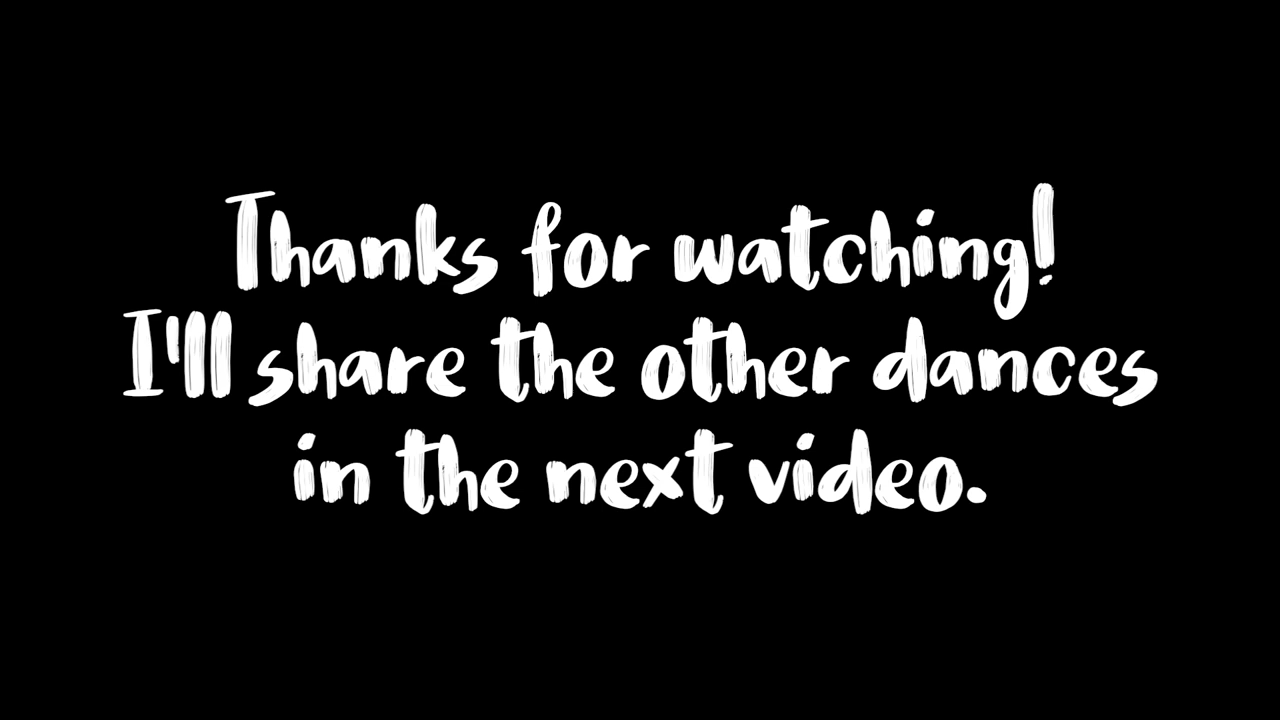 Thanks for watching!
I'll share the other dances
in the next video.